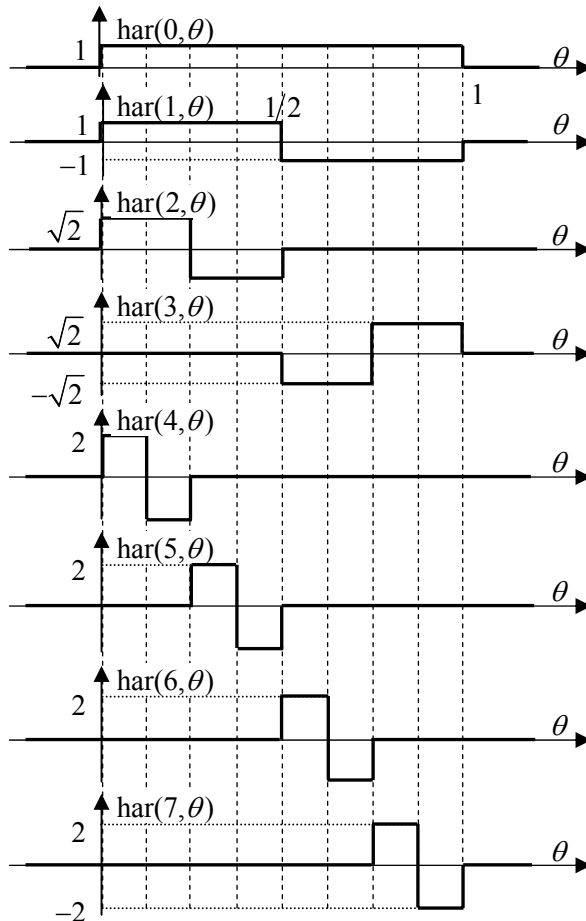 har(0,θ)
1
θ
har(1,θ)
1/2
1
1
θ
−1
har(2,θ)
√2
θ
har(3,θ)
√2
θ
−√2
har(4,θ)
2
θ
har(5,θ)
2
θ
har(6,θ)
2
θ
har(7,θ)
2
θ
−2